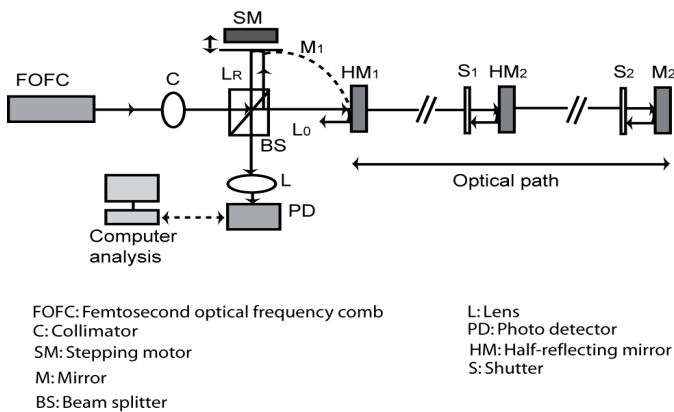 SM
M1
FOFC
C
LR
HM1
S1
HM2
S2
M2
L0
BS
Optical path
L
PD
Computer
analysis
FOFC: Femtosecond optical frequency comb
C: Collimator
SM: Stepping motor
M: Mirror
BS: Beam splitter
L: Lens
PD: Photo detector
HM: Half-reflecting mirror
S: Shutter